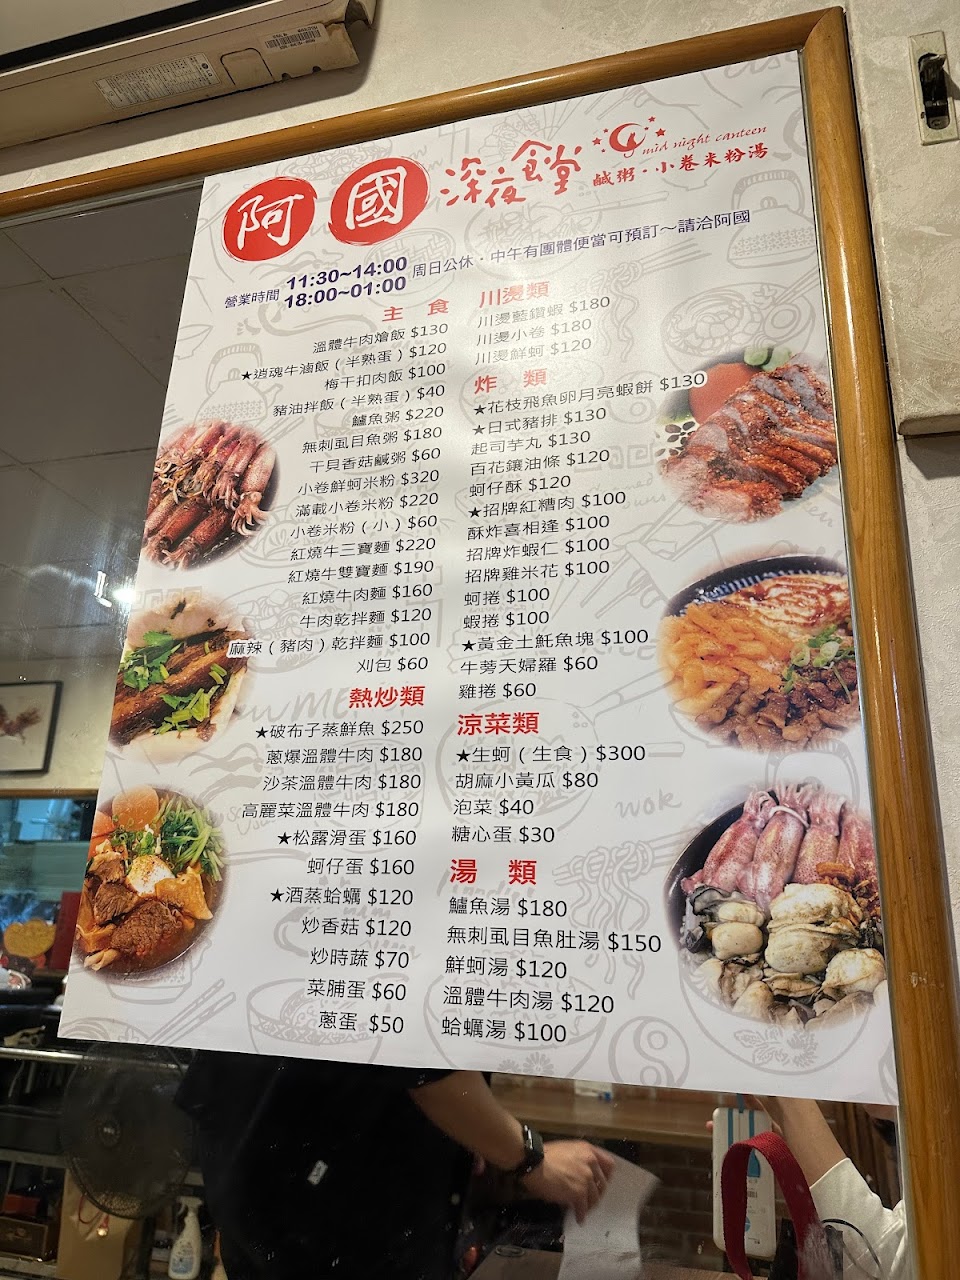 阿國 深夜食堂
mid night canteen
鹹粥·小卷米粉湯
營業時間 11:30~14:00
18:00~01:00
周日公休·中午有團體便當可預訂~請洽阿國
主 食
溫體牛肉燴飯 $130
★逍魂牛滷飯(半熟蛋)$120
梅干扣肉飯 $100
豬油拌飯(半熟蛋)$40
鱸魚粥 $220
無刺虱目魚粥 $180
干貝香菇鹹粥 $60
小卷鮮蚵米粉 $320
滿載小卷米粉 $220
小卷米粉(小)$60
紅燒牛三寶麵 $220
紅燒牛雙寶麵 $190
紅燒牛肉麵 $160
牛肉乾拌麵 $120
麻辣(豬肉)乾拌麵 $100
刈包 $60
熱炒類
★破布子蒸鮮魚 $250
蔥爆溫體牛肉 $180
沙茶溫體牛肉 $180
高麗菜溫體牛肉 $180
★松露滑蛋 $160
蚵仔蛋 $160
★酒蒸蛤蠣 $120
炒香菇 $120
炒時蔬 $70
菜脯蛋 $60
蔥蛋 $50
川燙類
川燙藍鑽蝦 $180
川燙小卷 $180
川燙鮮蚵 $120
炸 類
★花枝飛魚卵月亮蝦餅 $130
★日式豬排 $130
起司芋丸 $130
百花鑲油條 $120
蚵仔酥 $120
★招牌紅糟肉 $100
酥炸喜相逢 $100
招牌炸蝦仁 $100
招牌雞米花 $100
蚵捲 $100
蝦捲 $100
★黃金土魠魚塊 $100
牛蒡天婦羅 $60
雞捲 $60
涼菜類
★生蚵(生食)$300
胡麻小黃瓜 $80
泡菜 $40
糖心蛋 $30
湯 類
鱸魚湯 $180
無刺虱目魚肚湯 $150
鮮蚵湯 $120
溫體牛肉湯 $120
蛤蠣湯 $100
wok